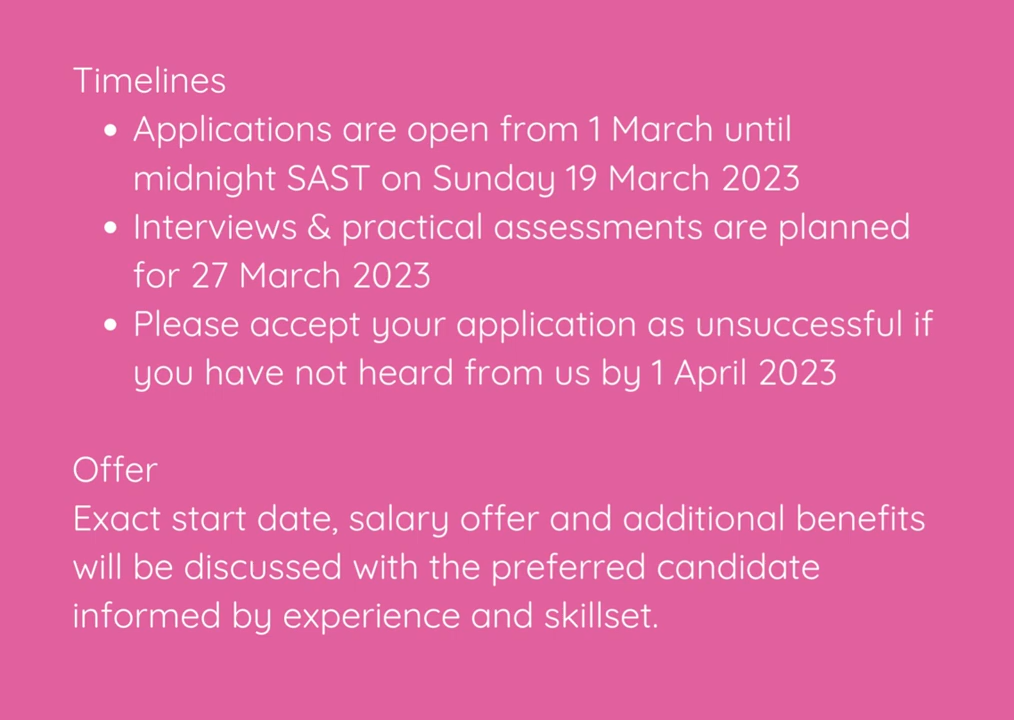 Timelines
• Applications are open from 1 March until
midnight SAST on Sunday 19 March 2023
• Interviews & practical assessments are planned
for 27 March 2023
• Please accept your application as unsuccessful if
you have not heard from us by 1 April 2023
Offer
Exact start date, salary offer and additional benefits
will be discussed with the preferred candidate
informed by experience and skillset.